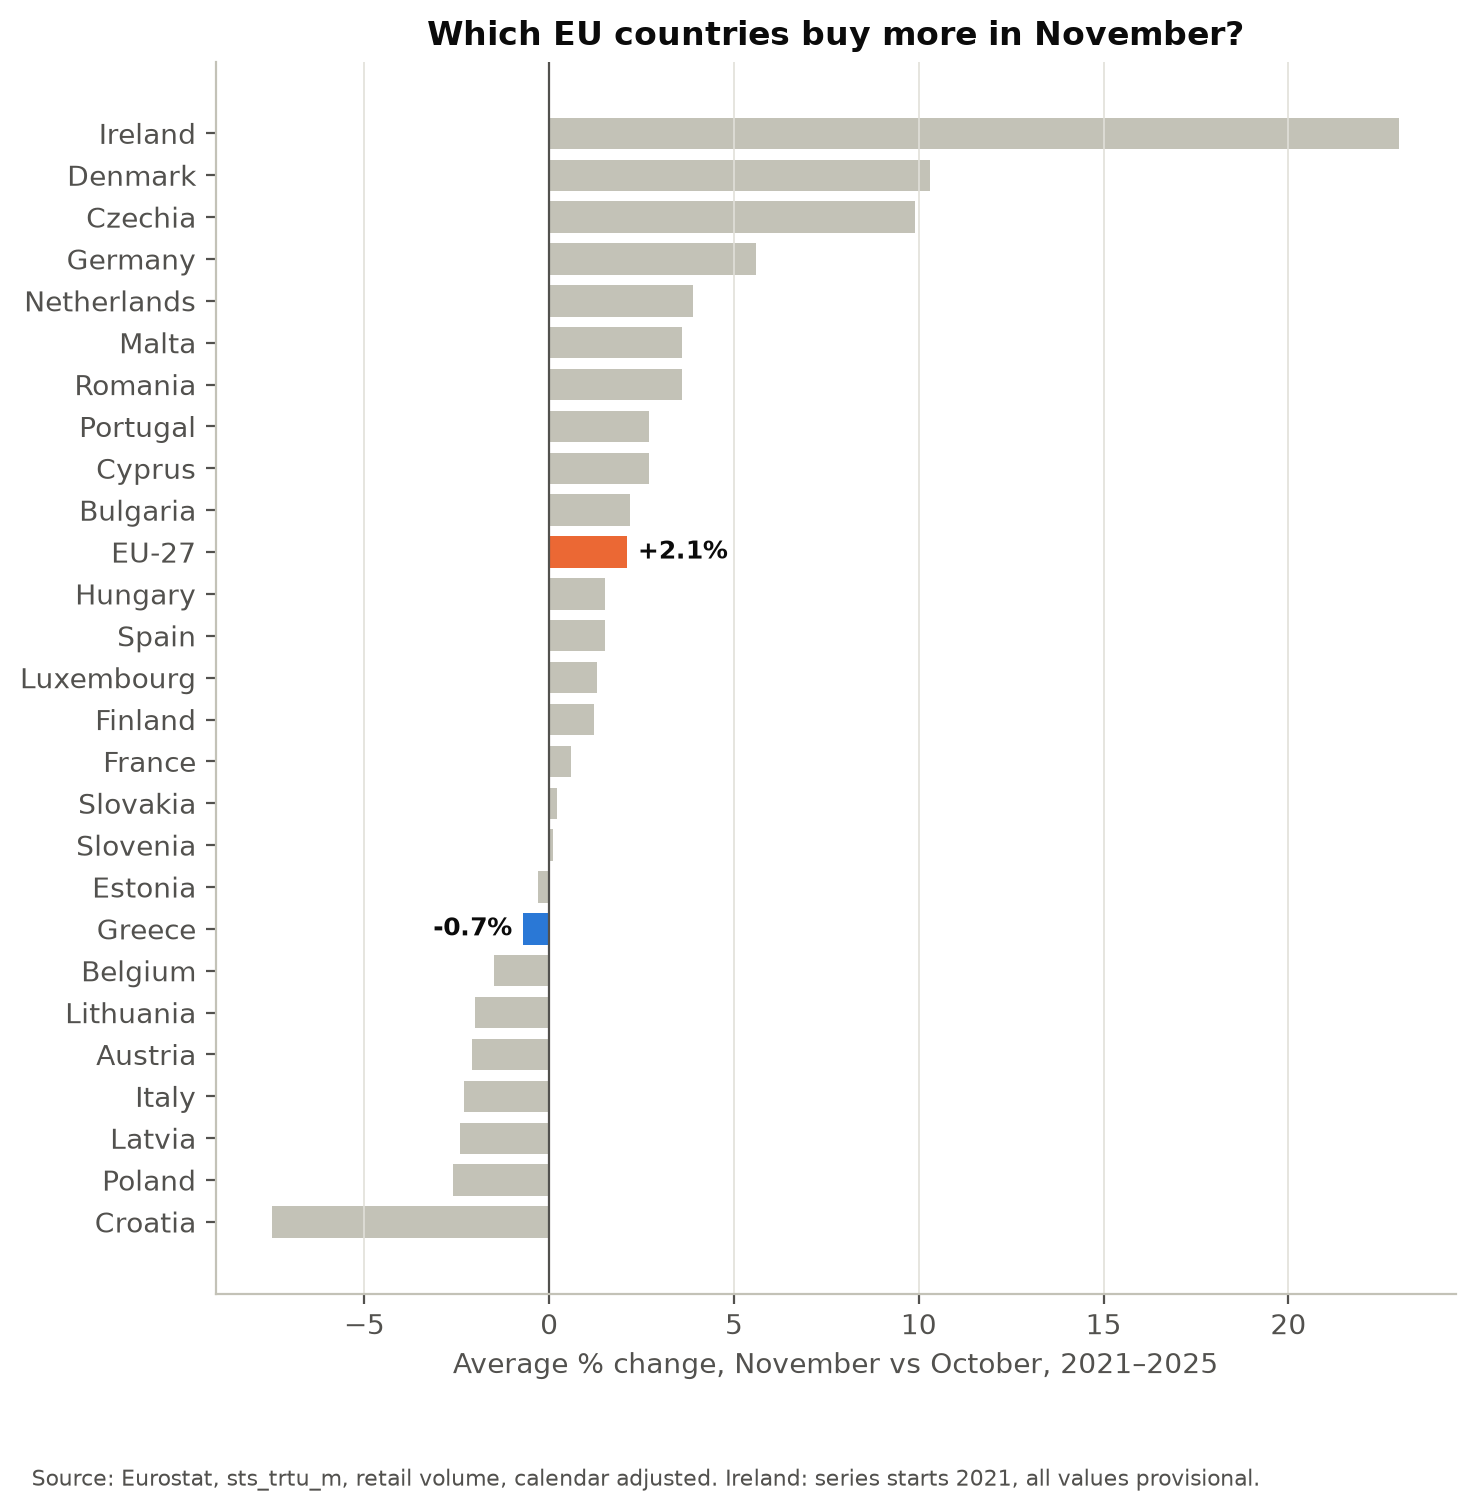 Which EU countries buy more in November?
Ireland
Denmark
Czechia
Germany
Netherlands
Malta
Romania
Portugal
Cyprus
Bulgaria
EU-27 +2.1%
Hungary
Spain
Luxembourg
Finland
France
Slovakia
Slovenia
Estonia
Greece -0.7%
Belgium
Lithuania
Austria
Italy
Latvia
Poland
Croatia
−5 0 5 10 15 20
Average % change, November vs October, 2021–2025
Source: Eurostat, sts_trtu_m, retail volume, calendar adjusted. Ireland: series starts 2021, all values provisional.